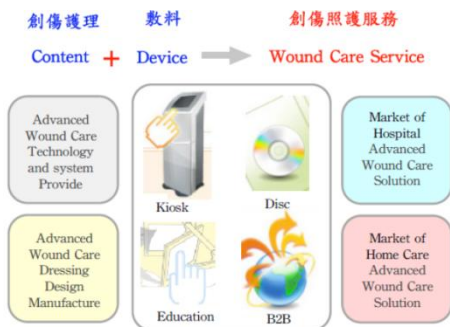 創傷護理
敷料
創傷照護服務
Content + Device
Wound Care Service
Advanced
Wound Care
Technology
and system
Provide
Kiosk
Disc
Market of
Hospital
Advanced
Wound Care
Solution
Advanced
Wound Care
Dressing
Design
Manufacture
Education
B2B
Market of
Home Care
Advanced
Wound Care
Solution